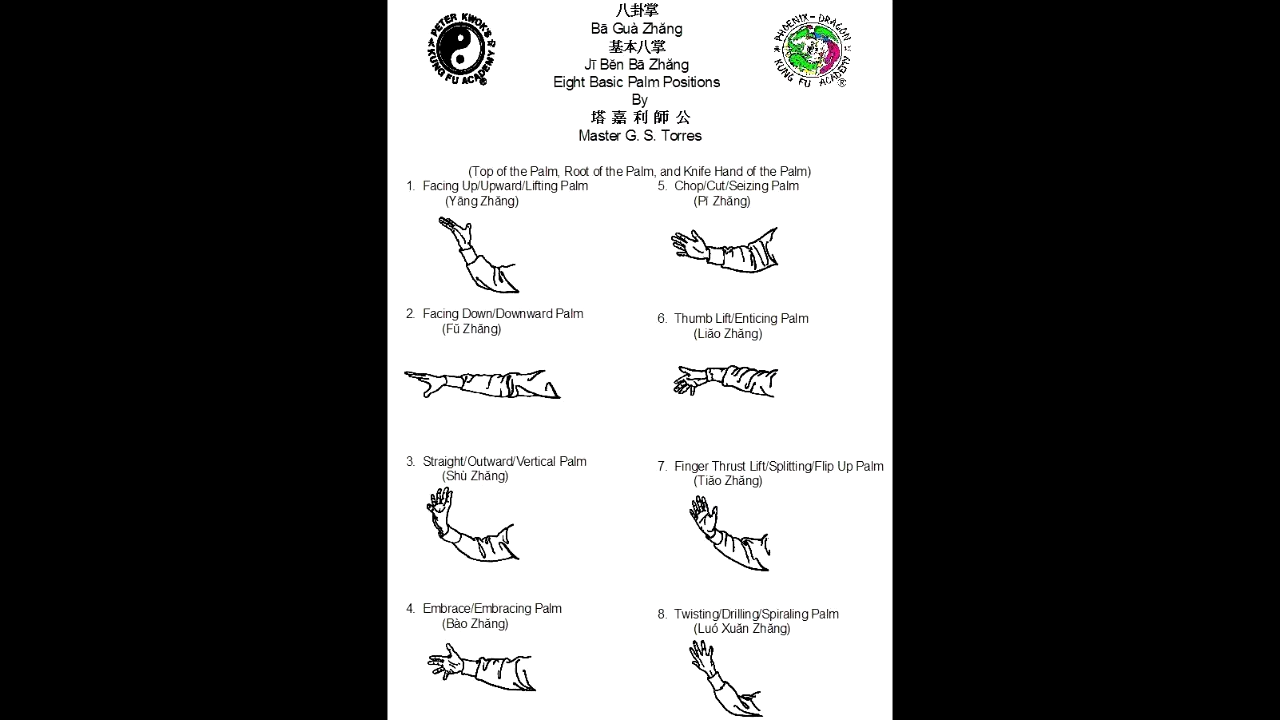 PETER KWOK'S
KUNG FU ACADEMY
®
PHOENIX-DRAGON
KUNG FU ACADEMY
®
八卦掌
Bā Guà Zhǎng
基本八掌
Jī Běn Bā Zhǎng
Eight Basic Palm Positions
By
塔嘉利師公
Master G. S. Torres
(Top of the Palm, Root of the Palm, and Knife Hand of the Palm)
1. Facing Up/Upward/Lifting Palm
(Yǎng Zhǎng)
2. Facing Down/Downward Palm
(Fǔ Zhǎng)
3. Straight/Outward/Vertical Palm
(Shù Zhǎng)
4. Embrace/Embracing Palm
(Bào Zhǎng)
5. Chop/Cut/Seizing Palm
(Pī Zhǎng)
6. Thumb Lift/Enticing Palm
(Liǎo Zhǎng)
7. Finger Thrust Lift/Splitting/Flip Up Palm
(Tiǎo Zhǎng)
8. Twisting/Drilling/Spiraling Palm
(Luó Xuǎn Zhǎng)